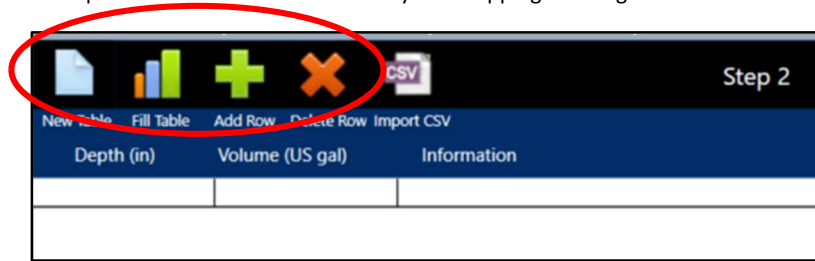 CSV
Step 2
New Table Fill Table Add Row Delete Row Import CSV
Depth (in) Volume (US gal) Information